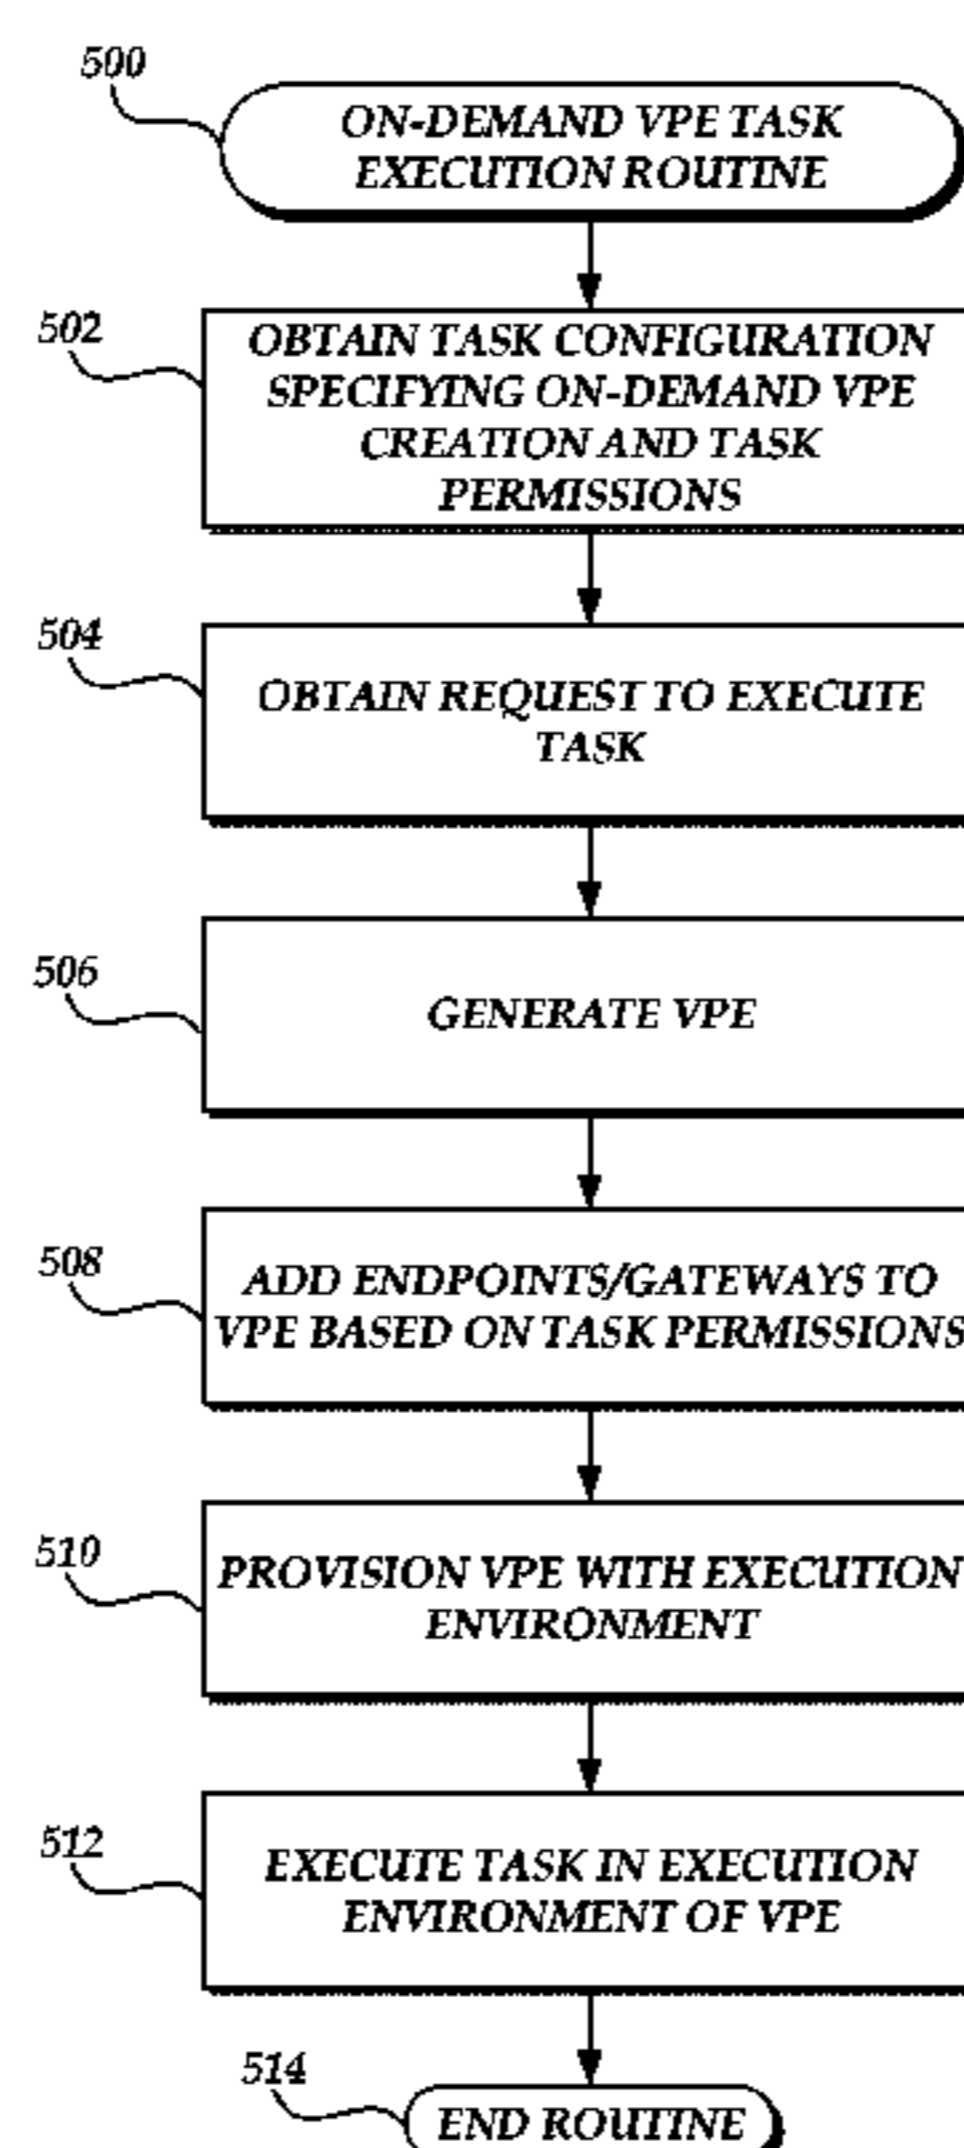 500
ON-DEMAND VPE TASK
EXECUTION ROUTINE
502
OBTAIN TASK CONFIGURATION
SPECIFYING ON-DEMAND VPE
CREATION AND TASK
PERMISSIONS
504
OBTAIN REQUEST TO EXECUTE
TASK
506
GENERATE VPE
508
ADD ENDPOINTS/GATEWAYS TO
VPE BASED ON TASK PERMISSIONS
510
PROVISION VPE WITH EXECUTION
ENVIRONMENT
512
EXECUTE TASK IN EXECUTION
ENVIRONMENT OF VPE
514
END ROUTINE